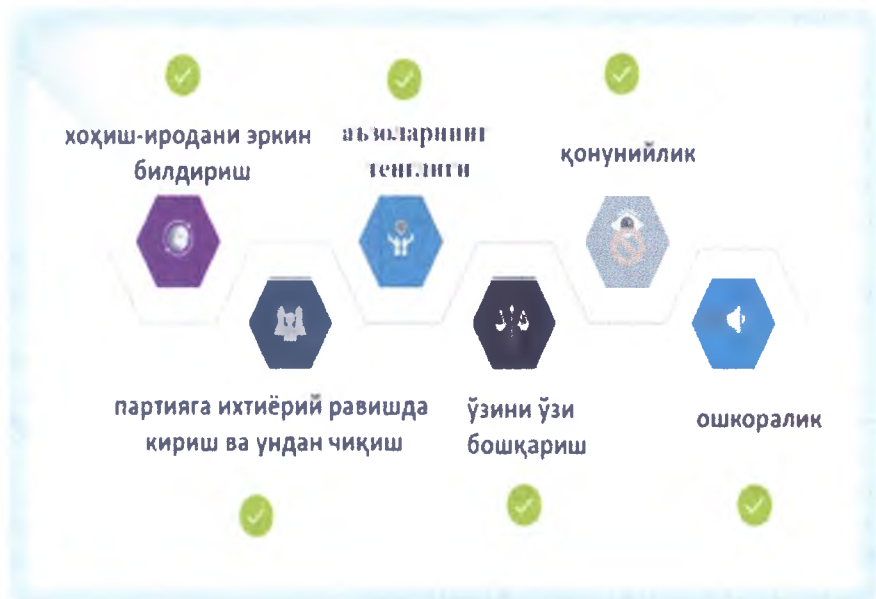 хоҳиш-иродани эркин
билдириш
аъзоларнинг
тенглиги
қонунийлик
партияга ихтиёрий равишда
кириш ва ундан чиқиш
ўзини ўзи
бошқариш
ошкоралик